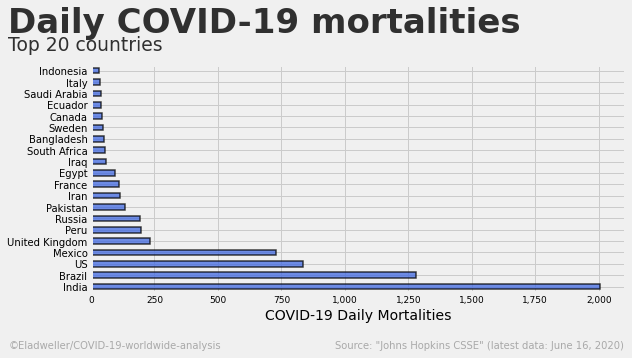 Daily COVID-19 mortalities
Top 20 countries
Indonesia
Italy
Saudi Arabia
Ecuador
Canada
Sweden
Bangladesh
South Africa
Iraq
Egypt
France
Iran
Pakistan
Russia
Peru
United Kingdom
Mexico
US
Brazil
India
0 250 500 750 1,000 1,250 1,500 1,750 2,000
COVID-19 Daily Mortalities
©Eladweller/COVID-19-worldwide-analysis Source: "Johns Hopkins CSSE" (latest data: June 16, 2020)